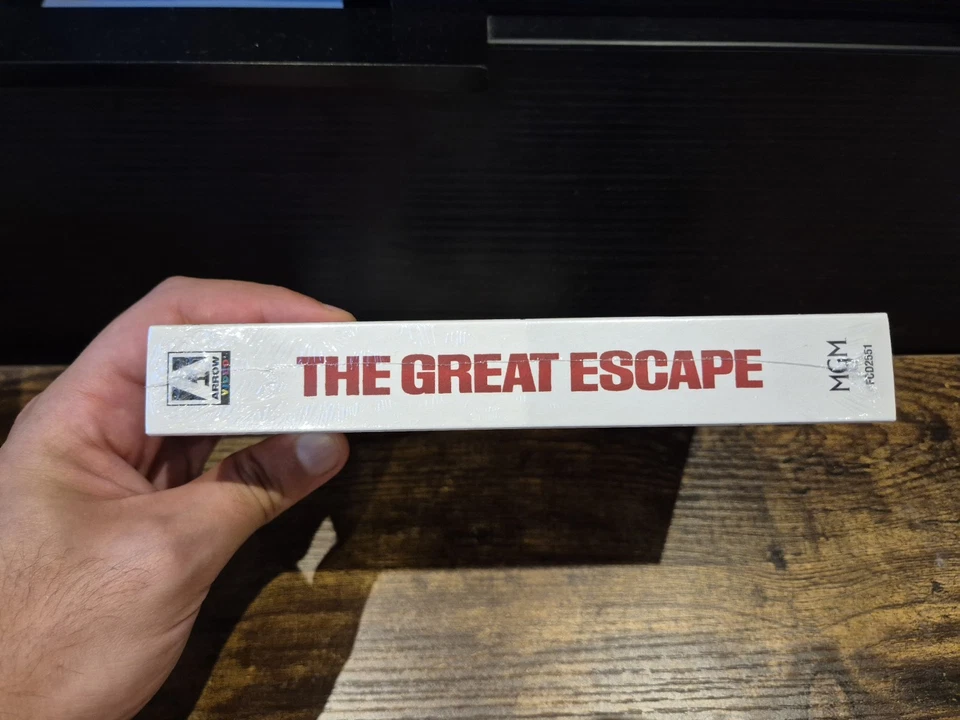 ARROW
VIDEO
THE GREAT ESCAPE
MGM
FCD2551